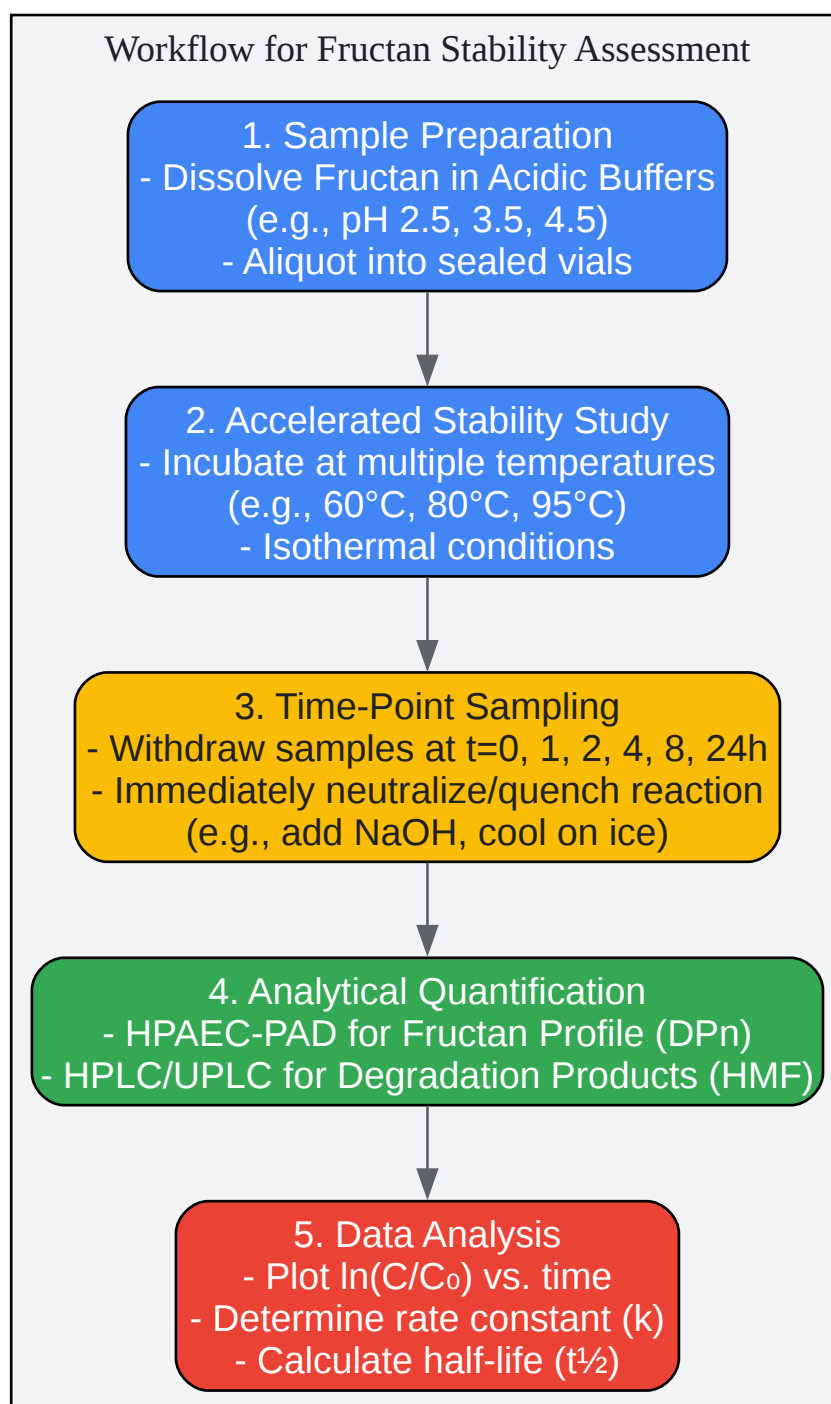 Workflow for Fructan Stability Assessment
1. Sample Preparation
- Dissolve Fructan in Acidic Buffers
(e.g., pH 2.5, 3.5, 4.5)
- Aliquot into sealed vials
2. Accelerated Stability Study
- Incubate at multiple temperatures
(e.g., 60°C, 80°C, 95°C)
- Isothermal conditions
3. Time-Point Sampling
- Withdraw samples at t=0, 1, 2, 4, 8, 24h
- Immediately neutralize/quench reaction
(e.g., add NaOH, cool on ice)
4. Analytical Quantification
- HPAEC-PAD for Fructan Profile (DPn)
- HPLC/UPLC for Degradation Products (HMF)
5. Data Analysis
- Plot ln(C/C₀) vs. time
- Determine rate constant (k)
- Calculate half-life (t½)